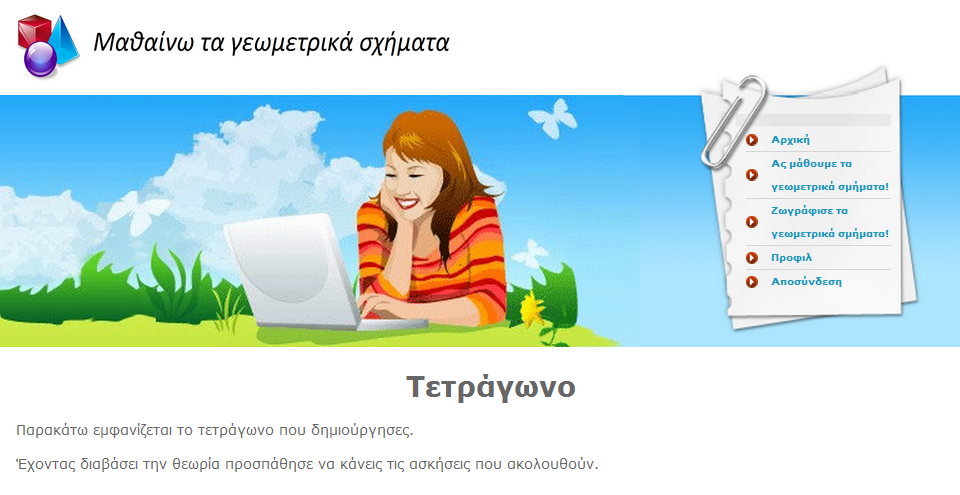 Μαθαίνω τα γεωμετρικά σχήματα
Αρχική
Ας μάθουμε τα
γεωμετρικά σμήματα!
Ζωγράφισε τα
γεωμετρικά σμήματα!
Προφιλ
Αποσύνδεση
Τετράγωνο
Παρακάτω εμφανίζεται το τετράγωνο που δημιούργησες.
Έχοντας διαβάσει την θεωρία προσπάθησε να κάνεις τις ασκήσεις που ακολουθούν.